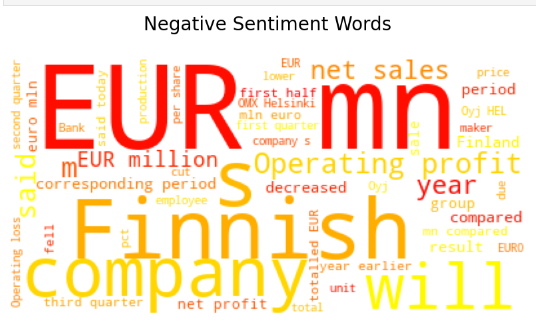 Negative Sentiment Words
EUR mn
Finnish
company
will
s
EUR
lower
net sales
price
period
second quarter
euro mln
said today
production
per share
first half
OMX Helsinki
mln euro
first quarter
Oyj HEL
maker
Bank
company s
sale
Finland
said
m
EUR million
Operating profit
cut
corresponding period
decreased
Oyj
year
due
employee
group
compared
Operating loss
fell
pct
totalled EUR
mn compared
result
EURO
year earlier
third quarter
net profit
total
unit